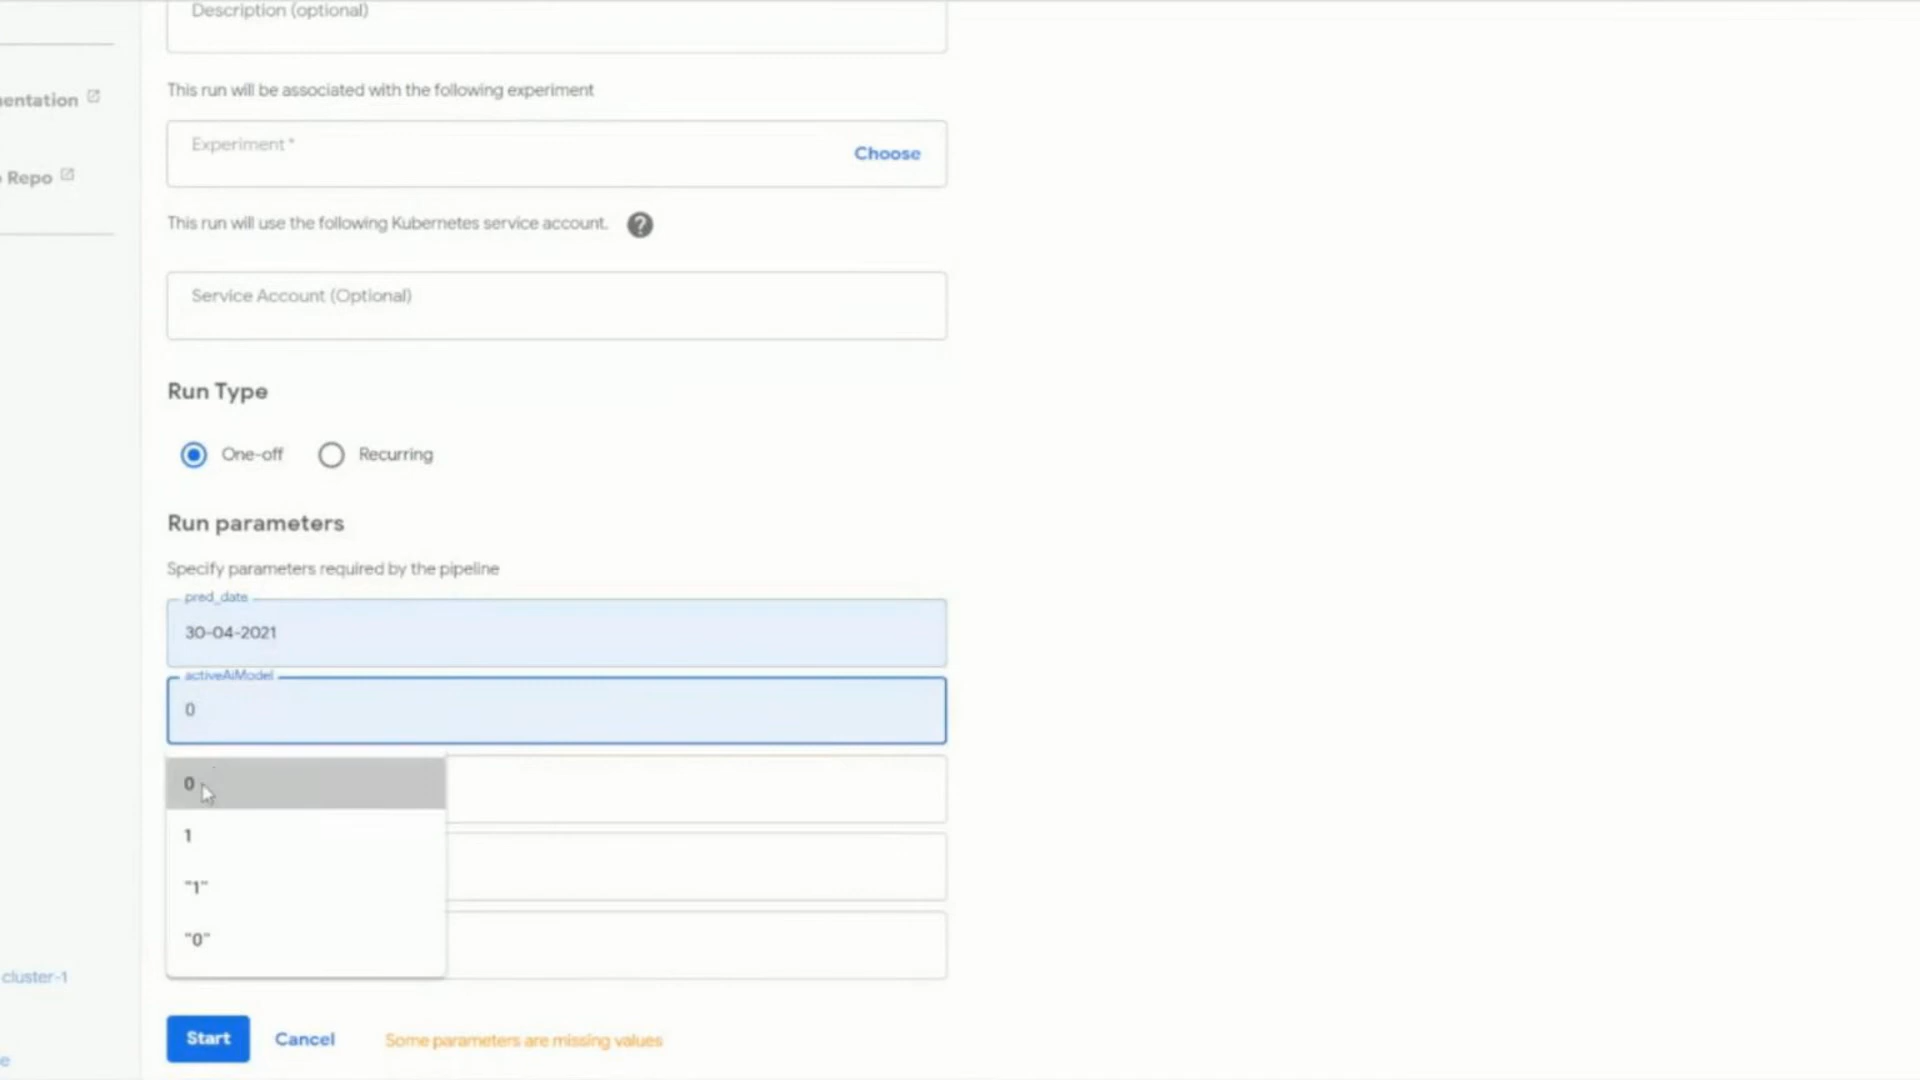 Description (optional)
entation
This run will be associated with the following experiment
Experiment*
Choose
Repo
This run will use the following Kubernetes service account.
?
Service Account (Optional)
Run Type
One-off
Recurring
Run parameters
Specify parameters required by the pipeline
pred_date
30-04-2021
activeAiModel
0
0
1
"1"
"0"
cluster-1
Start
Cancel
Some parameters are missing values
e